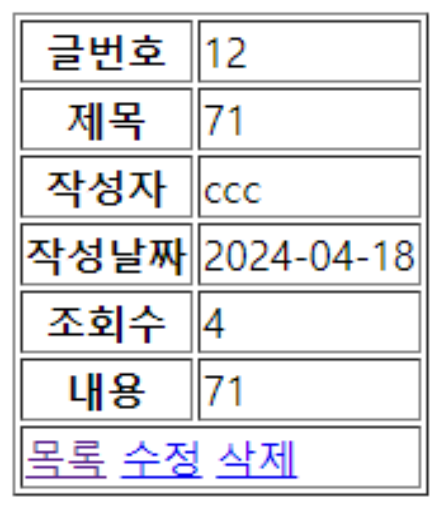 글번호 12
제목 71
작성자 ccc
작성날짜 2024-04-18
조회수 4
내용 71
목록 수정 삭제